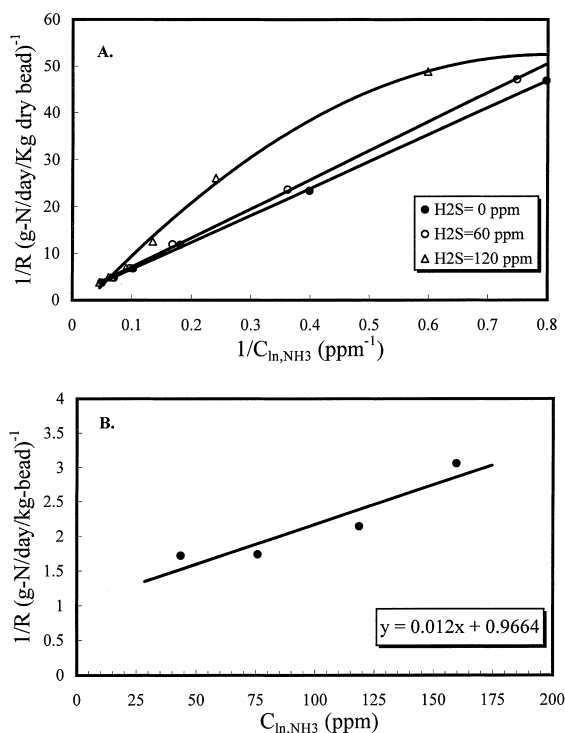 A.
1/R (g-N/day/Kg dry bead)-1
60
50
40
30
20
10
0
0 0.1 0.2 0.3 0.4 0.5 0.6 0.7 0.8
H2S= 0 ppm
H2S=60 ppm
H2S=120 ppm
1/Cln,NH3 (ppm-1)
B.
1/R (g-N/day/kg-bead)-1
4
3.5
3
2.5
2
1.5
1
0.5
0
0 25 50 75 100 125 150 175 200
y = 0.012x + 0.9664
Cln,NH3 (ppm)